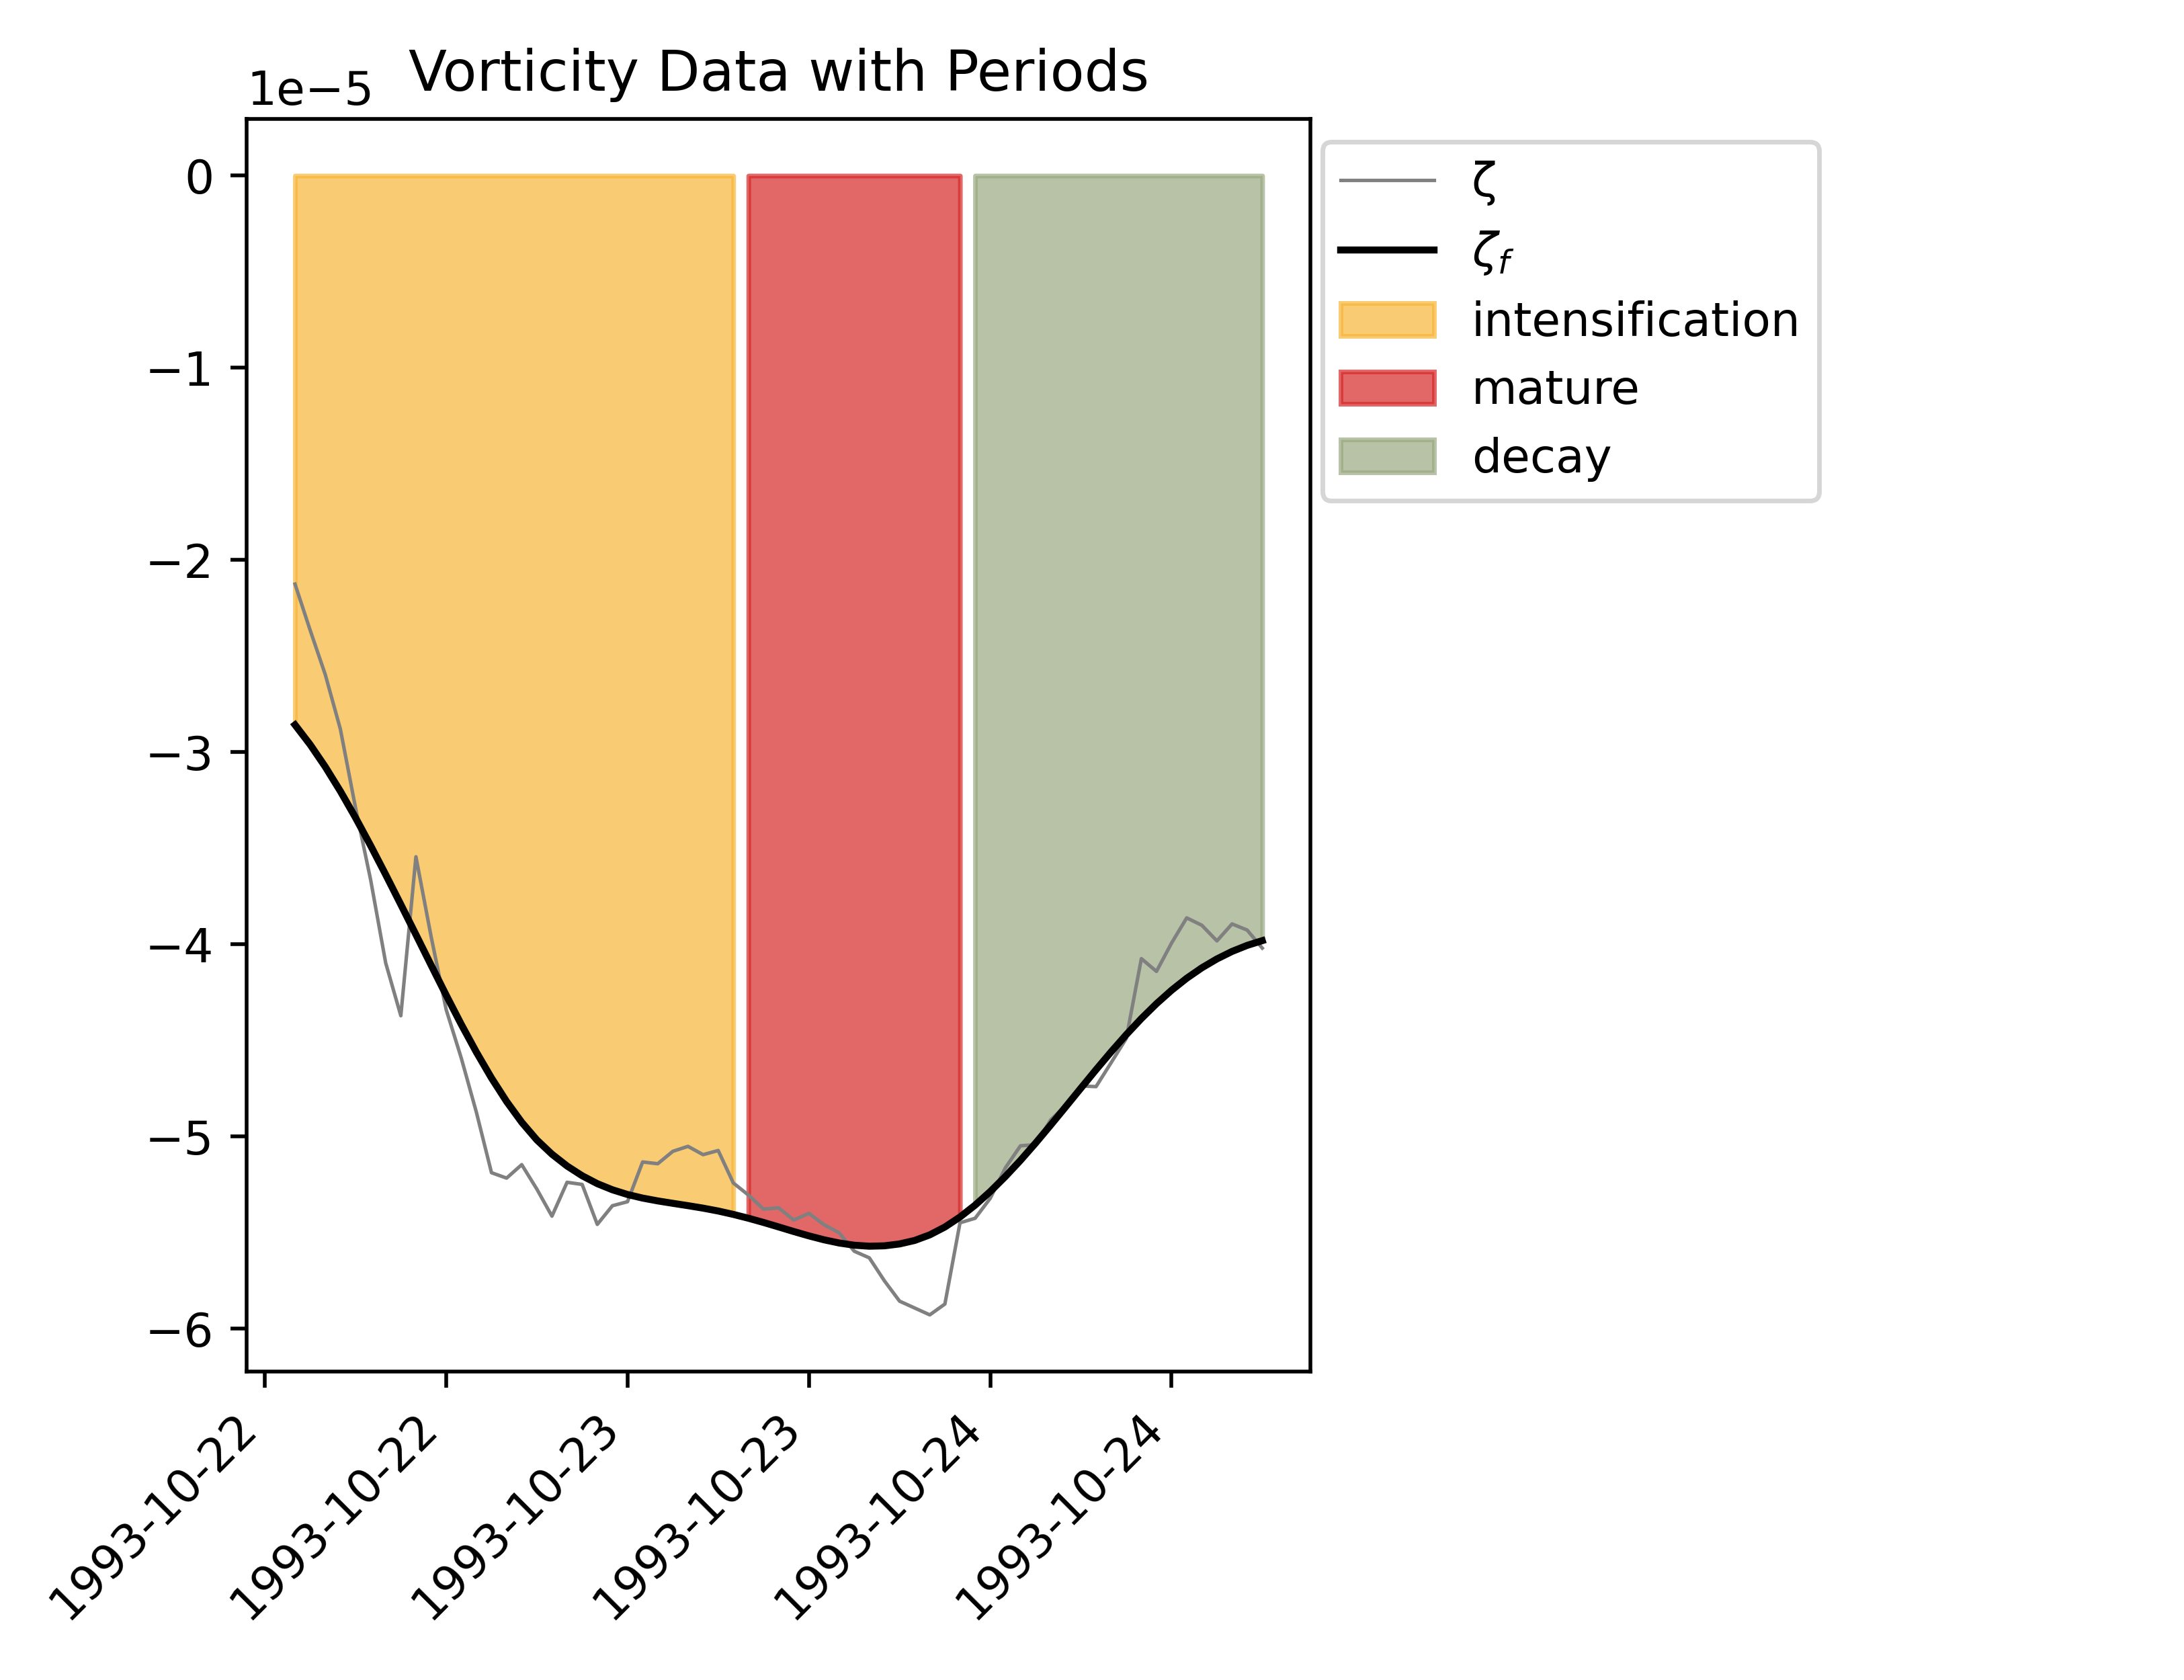 Vorticity Data with Periods
1e−5
0
−1
−2
−3
−4
−5
−6
1993-10-22
1993-10-22
1993-10-23
1993-10-23
1993-10-24
1993-10-24
ζ
ζf
intensification
mature
decay